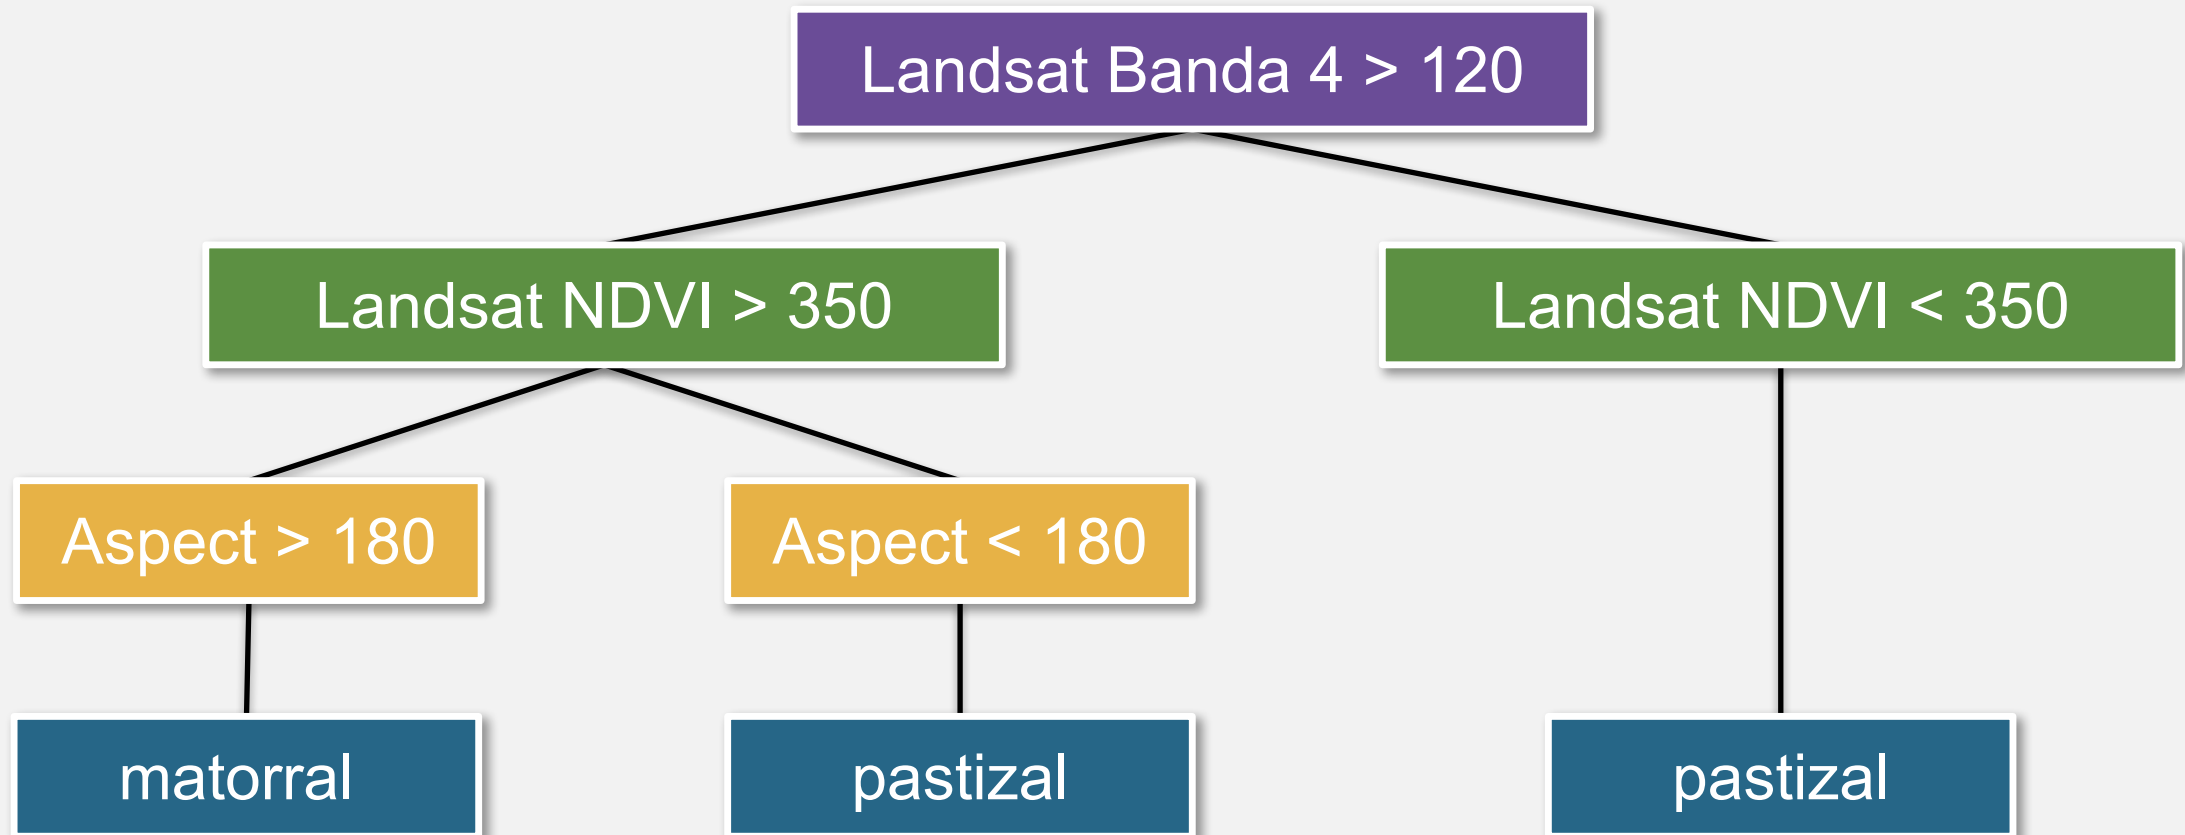 Landsat Banda 4 > 120
Landsat NDVI > 350
Landsat NDVI < 350
Aspect > 180
Aspect < 180
matorral
pastizal
pastizal